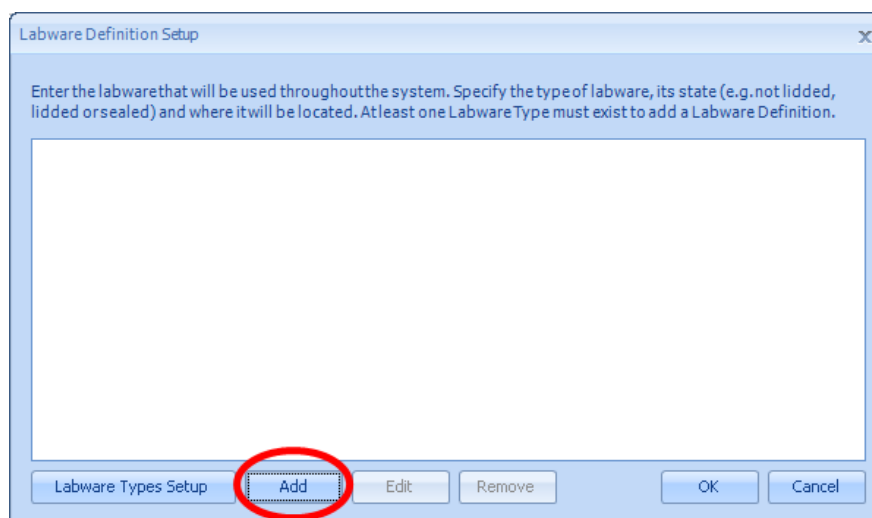 Labware Definition Setup
x
Enter the labware that will be used throughout the system. Specify the type of labware, its state (e.g. not lidded,
lidded or sealed) and where it will be located. At least one Labware Type must exist to add a Labware Definition.
Labware Types Setup Add Edit Remove OK Cancel